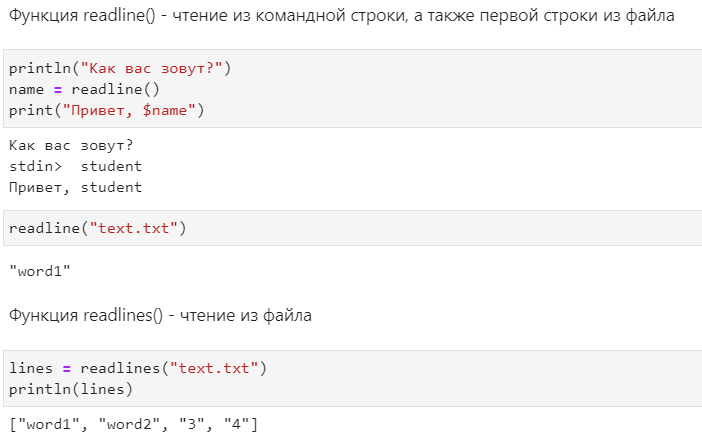 Функция readline() - чтение из командной строки, а также первой строки из файла
println("Как вас зовут?")
name = readline()
print("Привет, $name")
Как вас зовут?
stdin>  student
Привет, student
readline("text.txt")
"word1"
Функция readlines() - чтение из файла
lines = readlines("text.txt")
println(lines)
["word1", "word2", "3", "4"]